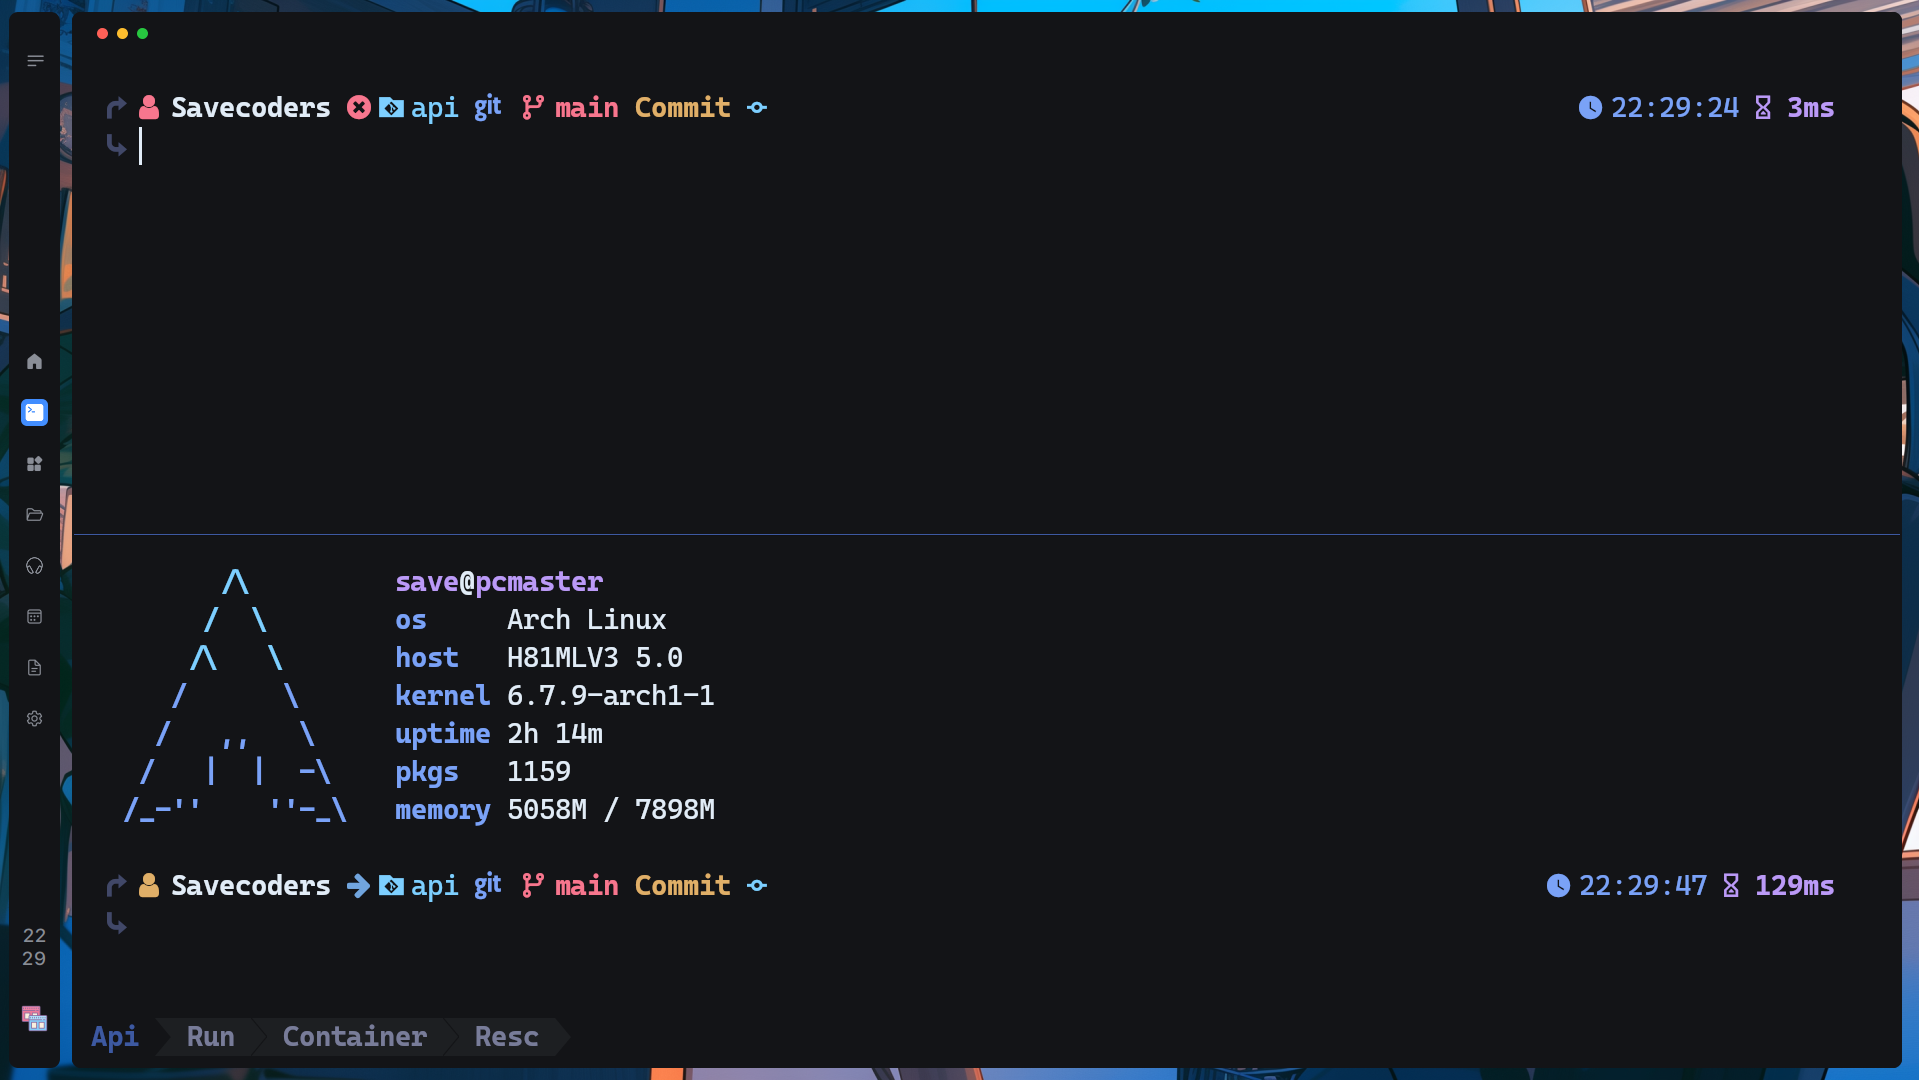 Savecoders api git main Commit 22:29:24 3ms
save@pcmaster
os Arch Linux
host H81MLV3 5.0
kernel 6.7.9-arch1-1
uptime 2h 14m
pkgs 1159
memory 5058M / 7898M
Savecoders api git main Commit 22:29:47 129ms
22
29
Api Run Container Resc